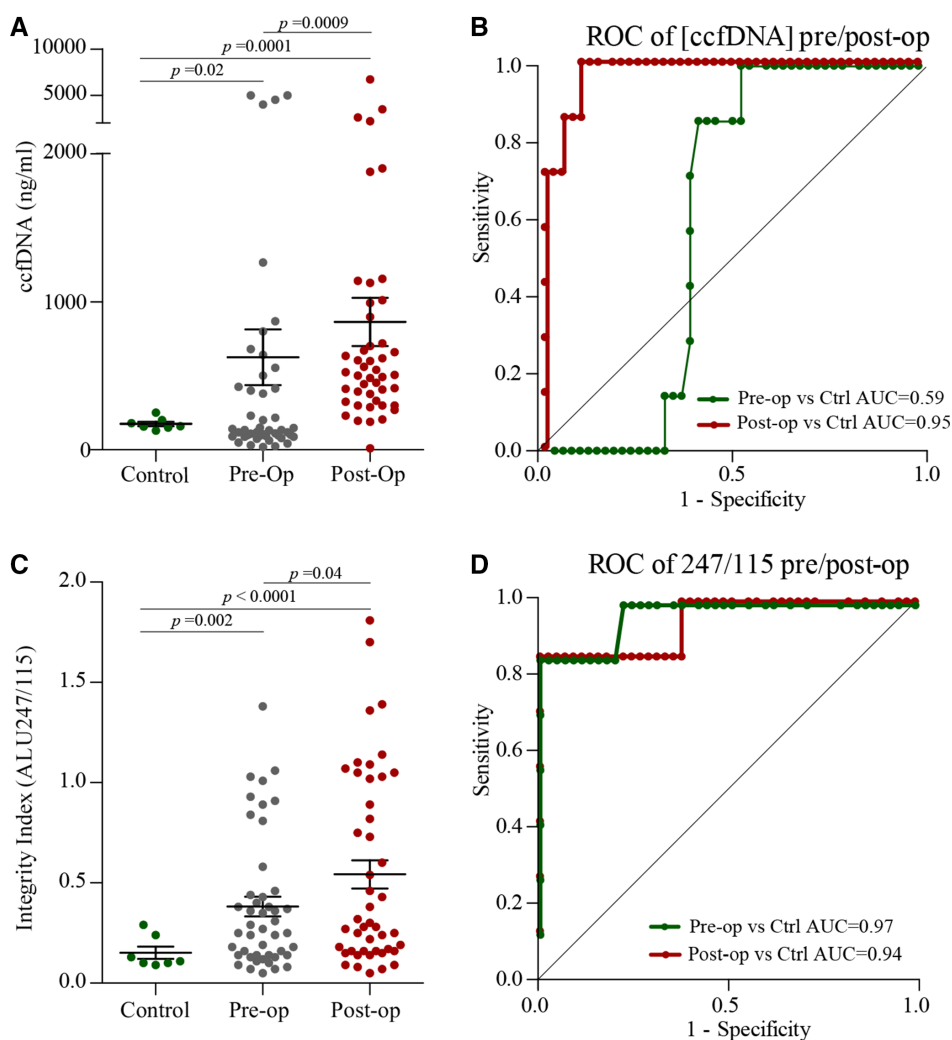 A
p =0.0009
p =0.0001
p =0.02
10000
5000
2000
1000
0
ccfDNA (ng/ml)
Control
Pre-Op
Post-Op
B
ROC of [ccfDNA] pre/post-op
1.0
0.8
0.6
0.4
0.2
0.0
Sensitivity
Pre-op vs Ctrl AUC=0.59
Post-op vs Ctrl AUC=0.95
0.0
0.5
1.0
1 - Specificity
C
p =0.04
p < 0.0001
p =0.002
2.0
1.5
1.0
0.5
0.0
Integrity Index (ALU247/115)
Control
Pre-op
Post-op
D
ROC of 247/115 pre/post-op
1.0
0.8
0.6
0.4
0.2
0.0
Sensitivity
Pre-op vs Ctrl AUC=0.97
Post-op vs Ctrl AUC=0.94
0.0
0.5
1.0
1 - Specificity